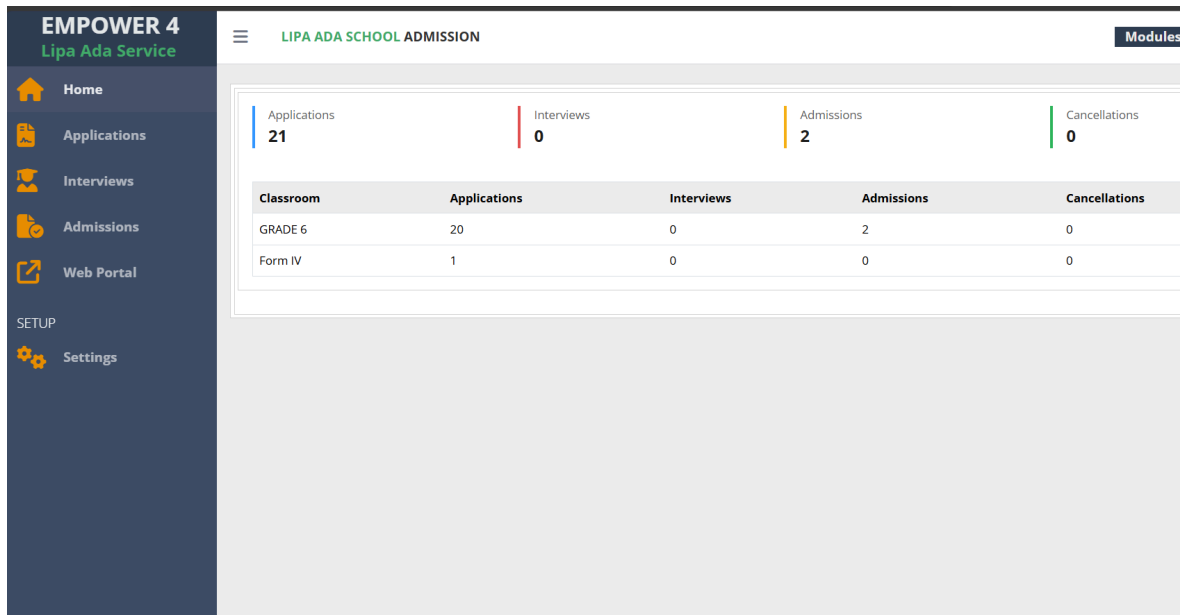 EMPOWER 4
Lipa Ada Service
LIPA ADA SCHOOL ADMISSION
Modules
Home
Applications
Interviews
Admissions
Web Portal
SETUP
Settings
Applications
21
Interviews
0
Admissions
2
Cancellations
0
Classroom Applications Interviews Admissions Cancellations
GRADE 6 20 0 2 0
Form IV 1 0 0 0